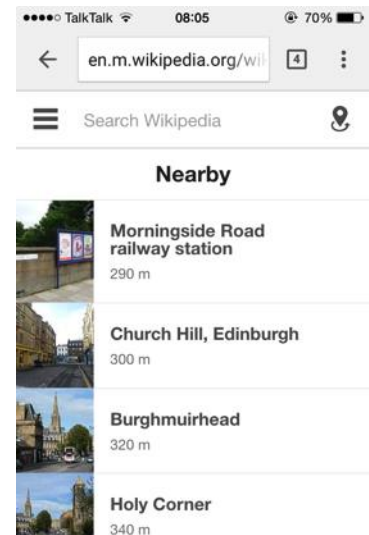 TalkTalk 08:05 70%
en.m.wikipedia.org/wi
4
Search Wikipedia
Nearby
Morningside Road
railway station
290 m
Church Hill, Edinburgh
300 m
Burghmuirhead
320 m
Holy Corner
340 m